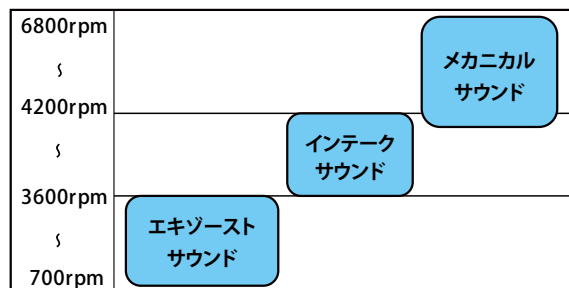 6800rpm
〜
4200rpm
〜
3600rpm
〜
700rpm
メカニカル
サウンド
インテーク
サウンド
エキゾースト
サウンド